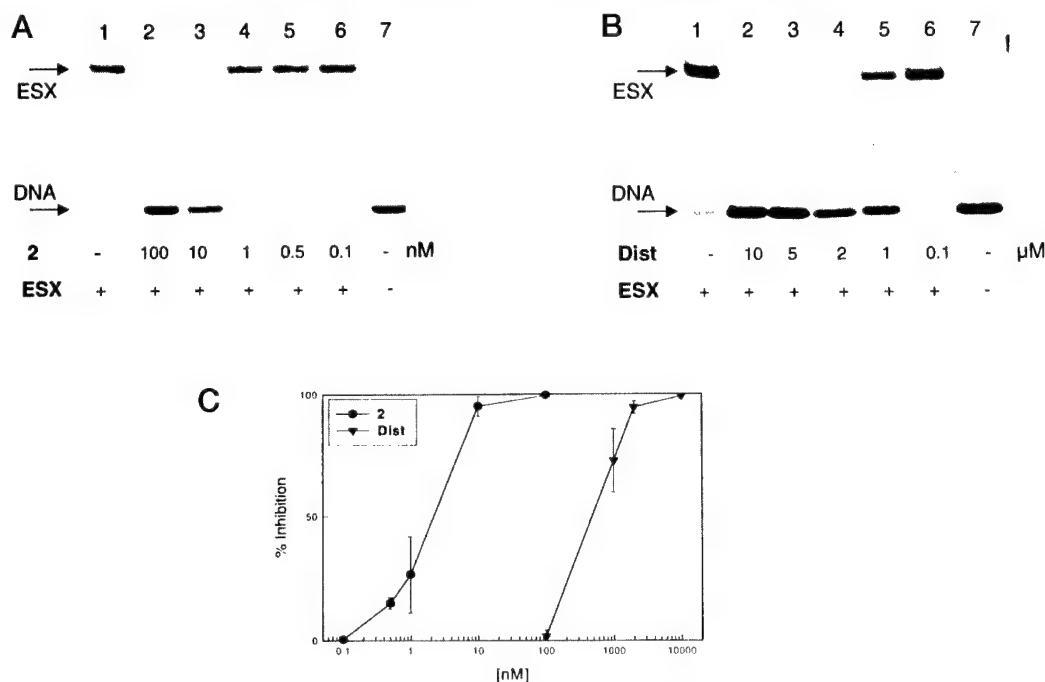 A
1 2 3 4 5 6 7
ESX
DNA
2 - 100 10 1 0.5 0.1 - nM
ESX + + + + + + -
B
1 2 3 4 5 6 7
ESX
DNA
Dist - 10 5 2 1 0.1 - µM
ESX + + + + + + -
C
2
Dist
% Inhibition
100
50
0
0 1 1 10 100 1000 10000
[nM]